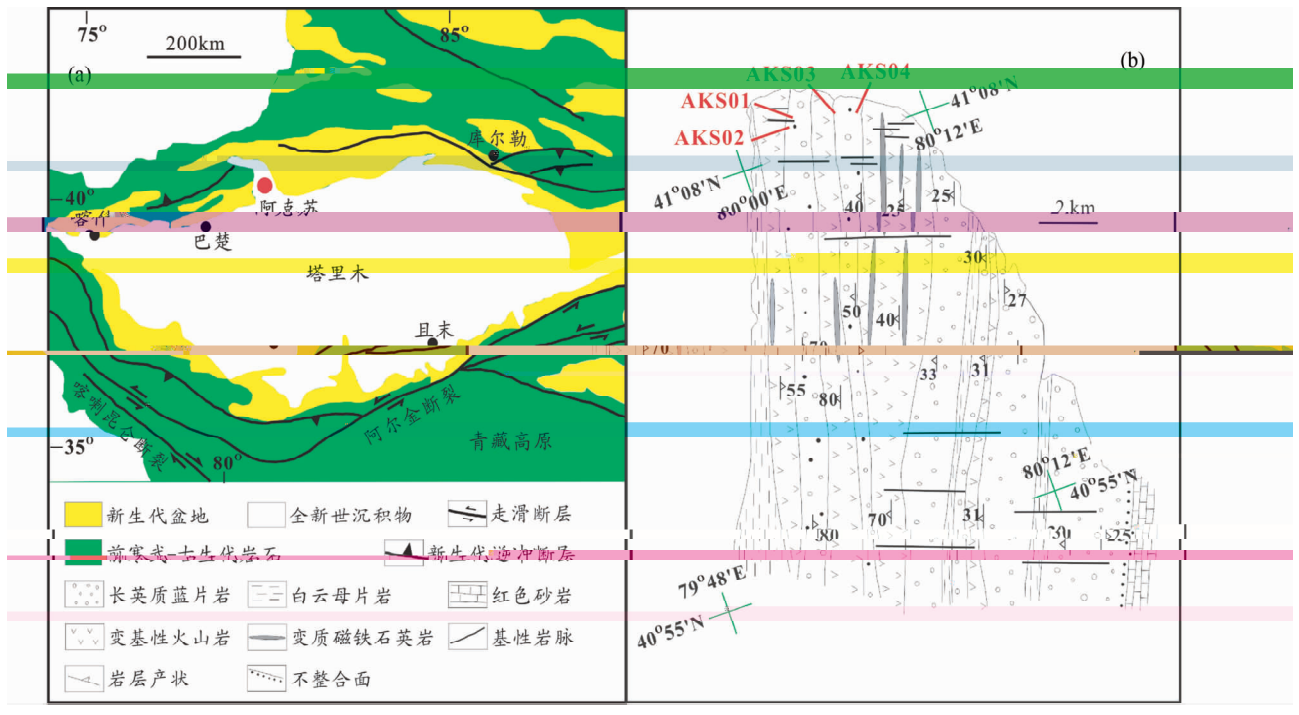 75°
85°
200km
(a)
库尔勒
40°
阿克苏
喀什
巴楚
塔里木
且末
喀喇昆仑断裂
阿尔金断裂
青藏高原
35°
80°
新生代盆地
全新世沉积物
走滑断层
前寒武-古生代岩石
新生代逆冲断层
长英质蓝片岩
白云母片岩
红色砂岩
变基性火山岩
变质磁铁石英岩
基性岩脉
岩层产状
不整合面
(b)
AKS03
AKS04
AKS01
AKS02
41°08'N
80°12'E
41°08'N
80°00'E
40
25
25
2 km
30
27
50
40
70
33
31
55
80
80°12'E
40°55'N
70
31
25
79°48'E
40°55'N